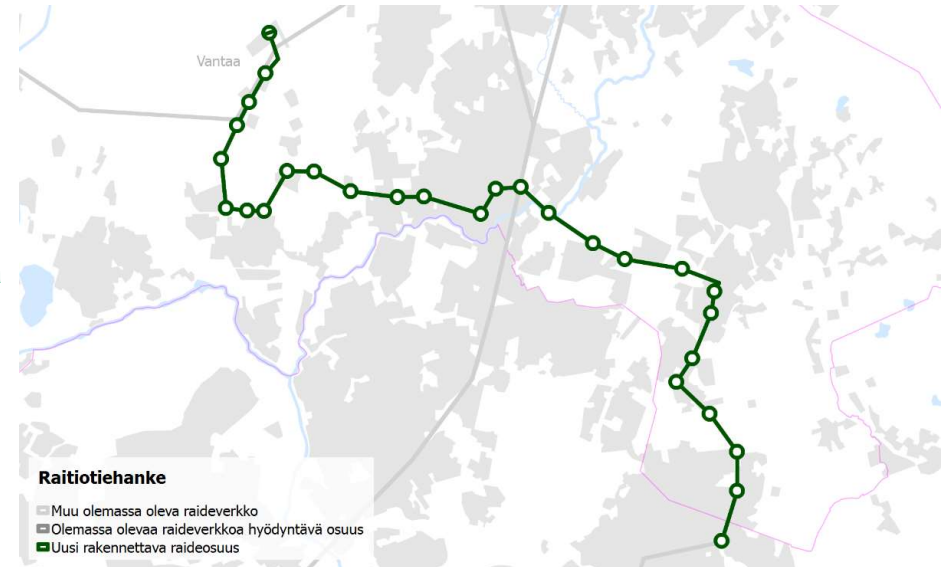 Vantaa
Raitiotiehanke
Muu olemassa oleva raideverkko
Olemassa olevaa raideverkkoa hyödyntävä osuus
Uusi rakennettava raideosuus